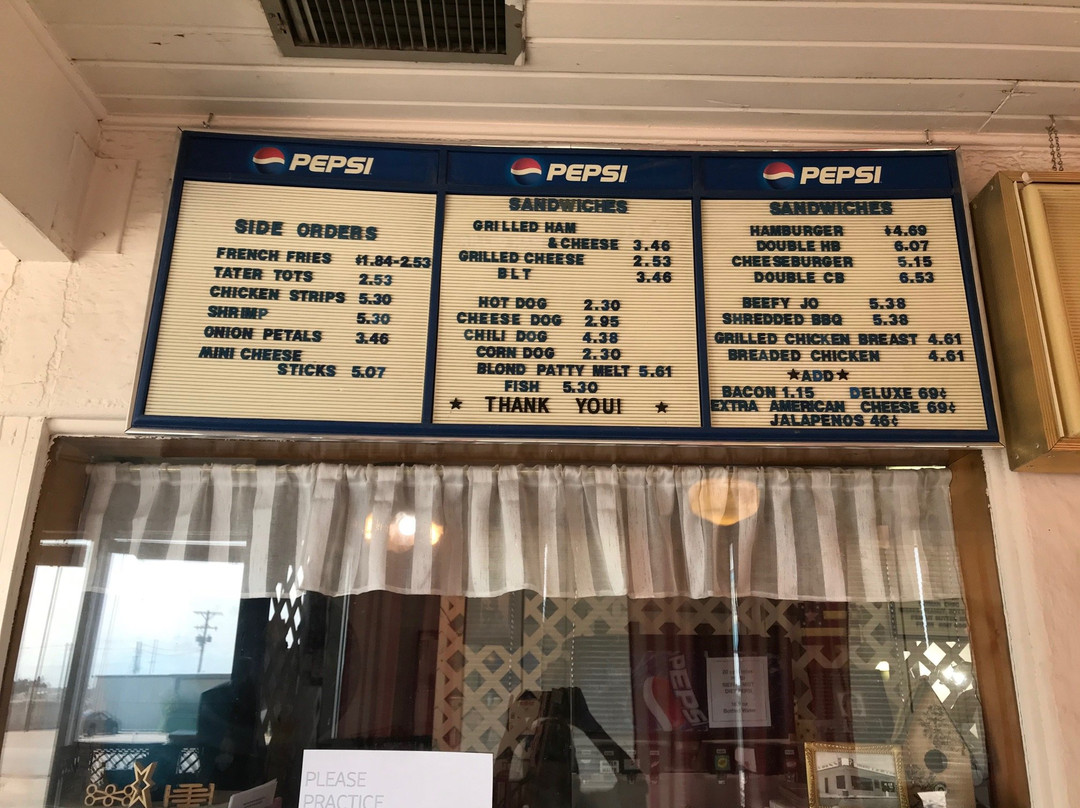 PEPSI
SIDE ORDERS
FRENCH FRIES $1.84-2.53
TATER TOTS 2.53
CHICKEN STRIPS 5.30
SHRIMP 5.30
ONION PETALS 3.46
MINI CHEESE
STICKS 5.07
PEPSI
SANDWICHES
GRILLED HAM
& CHEESE 3.46
GRILLED CHEESE 2.53
BLT 3.46
HOT DOG 2.30
CHEESE DOG 2.95
CHILI DOG 4.38
CORN DOG 2.30
BLOND PATTY MELT 5.61
FISH 5.30
★ THANK YOU! ★
PEPSI
SANDWICHES
HAMBURGER $4.69
DOUBLE HB 6.07
CHEESEBURGER 5.15
DOUBLE CB 6.53
BEEFY JO 5.38
SHREDDED BBQ 5.38
GRILLED CHICKEN BREAST 4.61
BREADED CHICKEN 4.61
★ADD★
BACON 1.15 DELUXE 69¢
EXTRA AMERICAN CHEESE 69¢
JALAPENOS 46¢
PEPSI
PLEASE
PRACTICE